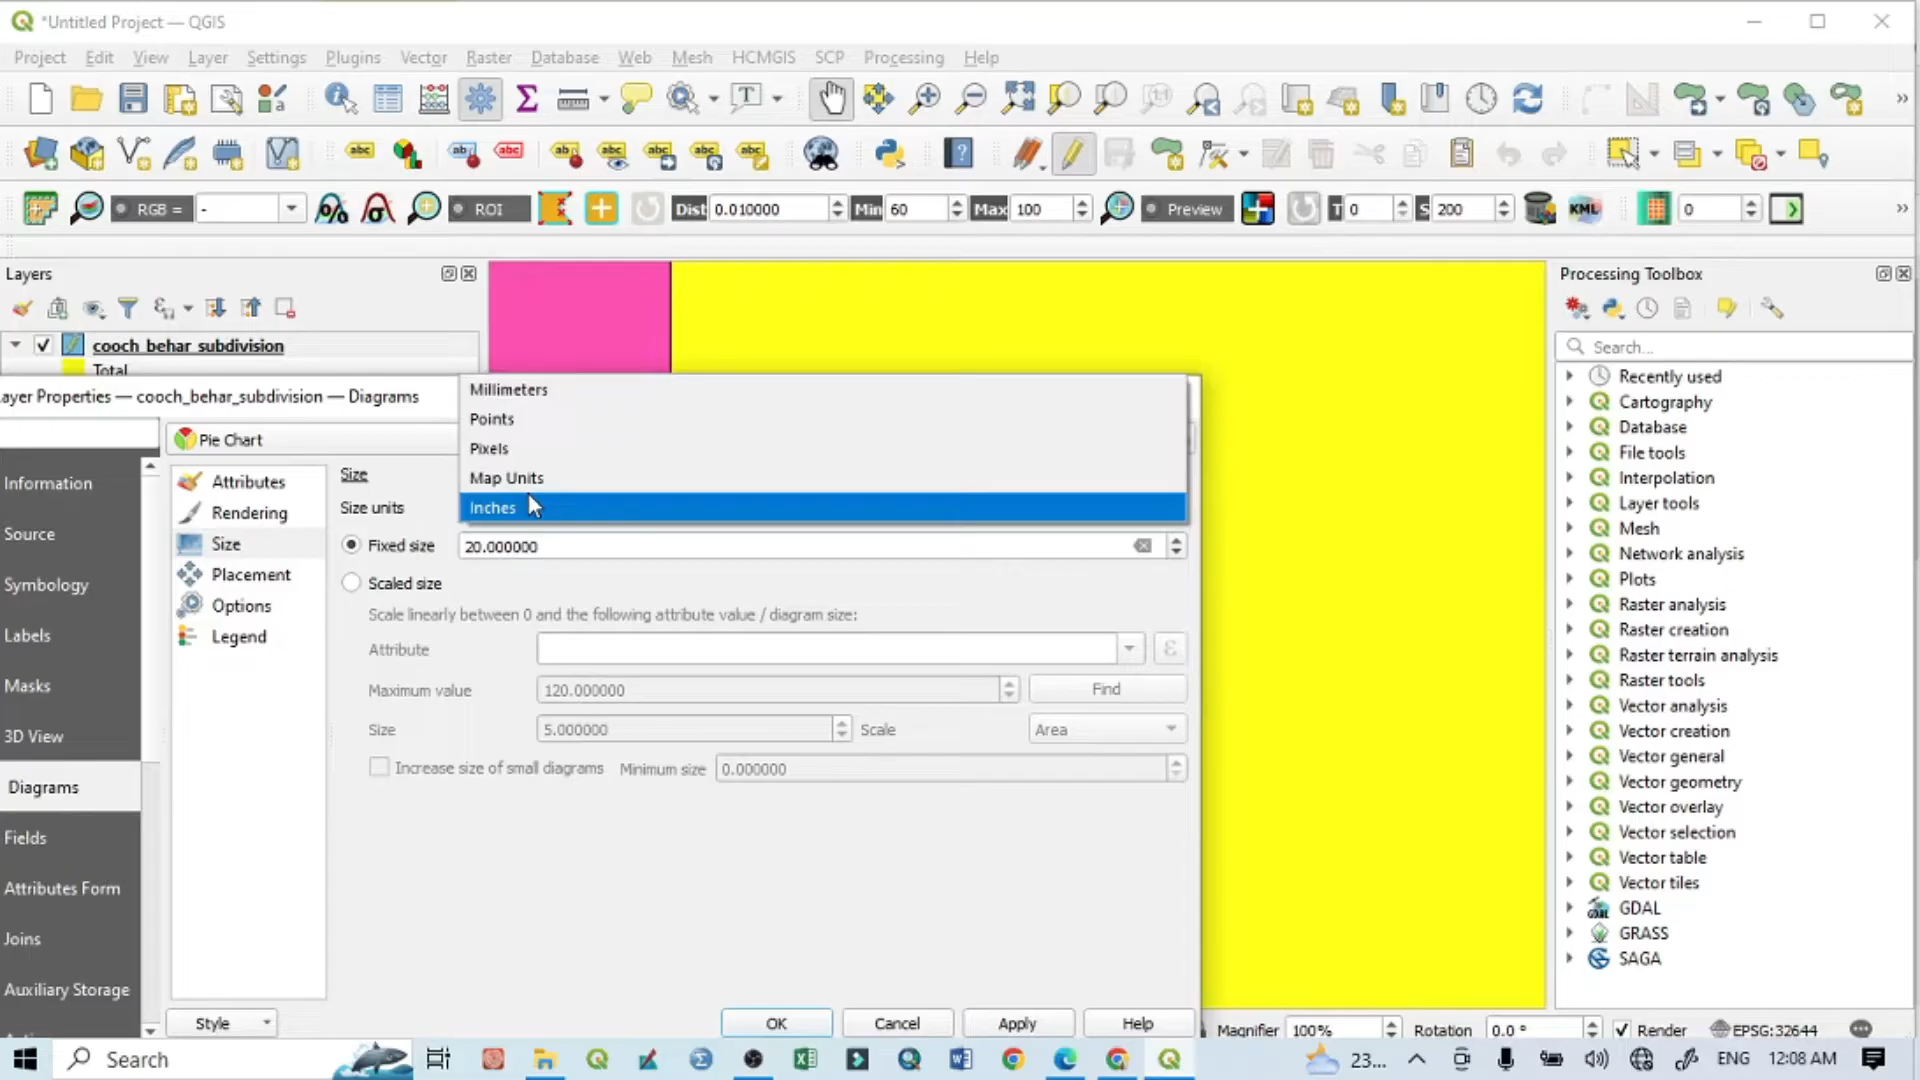 *Untitled Project — QGIS
Project Edit View Layer Settings Plugins Vector Raster Database Web Mesh HCMGIS SCP Processing Help
RGB = - ROI Dist 0.010000 Min 60 Max 100 Preview T 0 S 200 KML 0
Layers
Processing Toolbox
cooch_behar_subdivision
Total
Search...
Recently used
Cartography
Database
File tools
Interpolation
Layer tools
Mesh
Network analysis
Plots
Raster analysis
Raster creation
Raster terrain analysis
Raster tools
Vector analysis
Vector creation
Vector general
Vector geometry
Vector overlay
Vector selection
Vector table
Vector tiles
GDAL
GRASS
SAGA
ayer Properties — cooch_behar_subdivision — Diagrams
Information
Source
Symbology
Labels
Masks
3D View
Diagrams
Fields
Attributes Form
Joins
Auxiliary Storage
Pie Chart
Attributes
Rendering
Size
Placement
Options
Legend
Millimeters
Points
Pixels
Map Units
Inches
Size
Size units
Fixed size 20.000000
Scaled size
Scale linearly between 0 and the following attribute value / diagram size:
Attribute
Maximum value 120.000000 Find
Size 5.000000 Scale Area
Increase size of small diagrams Minimum size 0.000000
Style OK Cancel Apply Help
Magnifier 100% Rotation 0.0 ° Render EPSG:32644
Search 23... ENG 12:08 AM